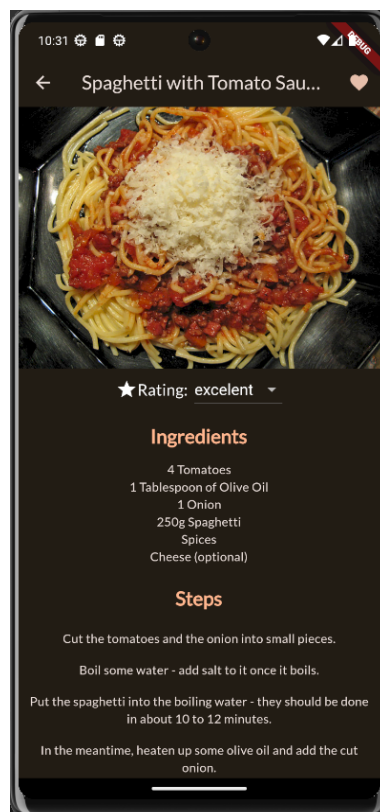 10:31
DEBUG
Spaghetti with Tomato Sau...
Rating: excelent
Ingredients
4 Tomatoes
1 Tablespoon of Olive Oil
1 Onion
250g Spaghetti
Spices
Cheese (optional)
Steps
Cut the tomatoes and the onion into small pieces.
Boil some water - add salt to it once it boils.
Put the spaghetti into the boiling water - they should be done
in about 10 to 12 minutes.
In the meantime, heaten up some olive oil and add the cut
onion.